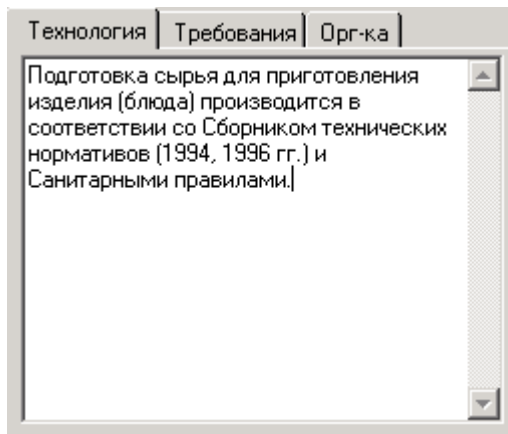 Технология Требования Орг-ка
Подготовка сырья для приготовления
изделия (блюда) производится в
соответствии со Сборником технических
нормативов (1994, 1996 гг.) и
Санитарными правилами.